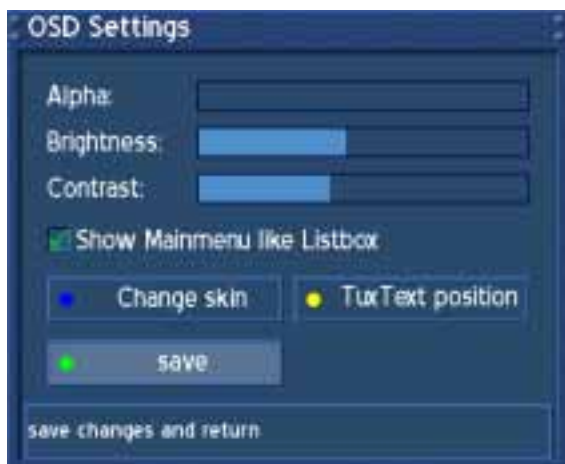 OSD Settings
Alpha:
Brightness:
Contrast:
Show Mainmenu like Listbox
Change skin
TuxText position
save
save changes and return